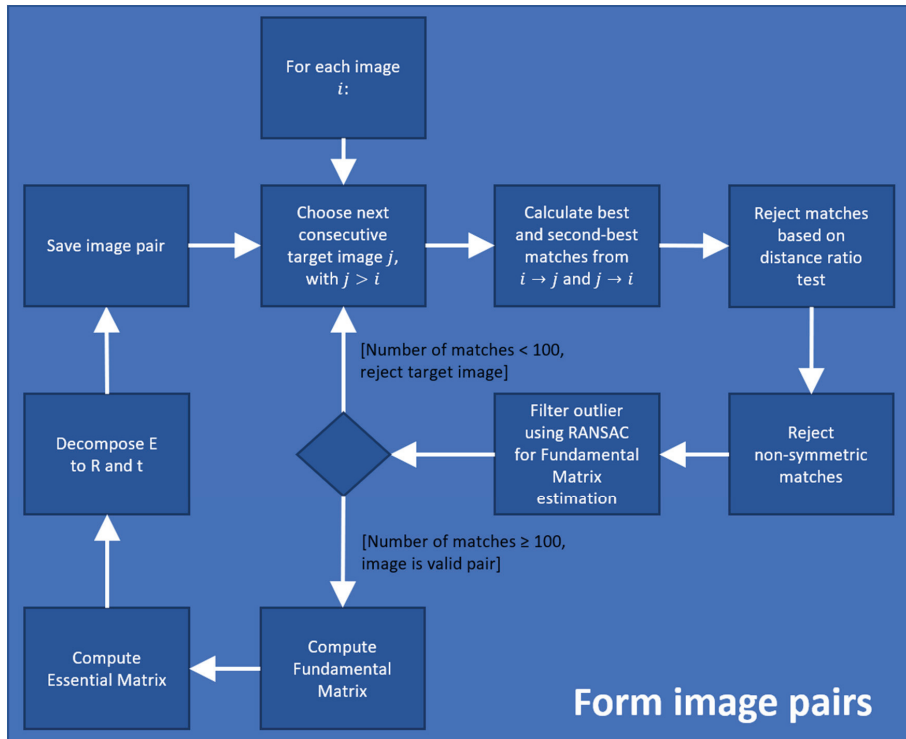 For each image
i:
Save image pair
Choose next
consecutive
target image j,
with j > i
Calculate best
and second-best
matches from
i → j and j → i
Reject matches
based on
distance ratio
test
[Number of matches < 100,
reject target image]
Decompose E
to R and t
Filter outlier
using RANSAC
for Fundamental
Matrix
estimation
Reject
non-symmetric
matches
[Number of matches ≥ 100,
image is valid pair]
Compute
Essential Matrix
Compute
Fundamental
Matrix
Form image pairs